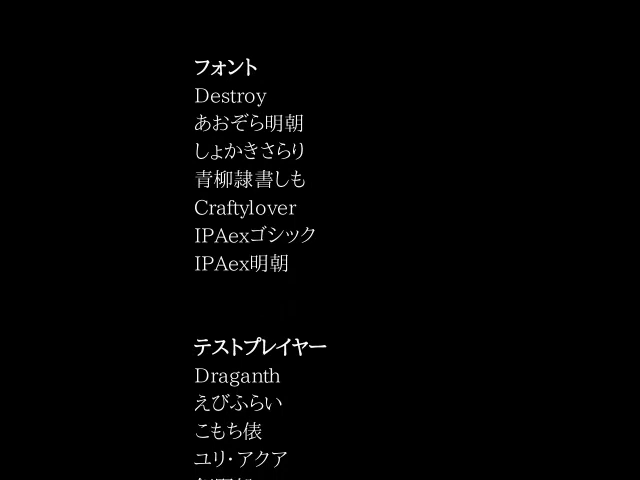 フォント
Destroy
あおぞら明朝
しょかきさらり
青柳隷書しも
Craftylover
IPAexゴシック
IPAex明朝
テストプレイヤー
Draganth
えびふらい
こもち俵
ユリ・アクア